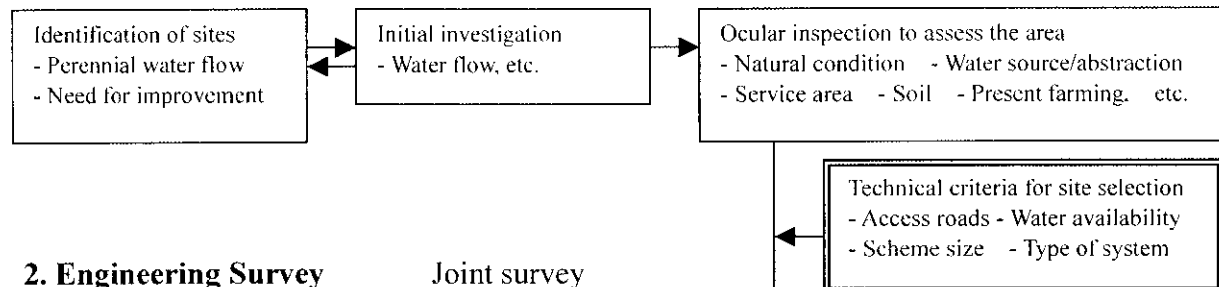 Identification of sites
- Perennial water flow
- Need for improvement
Initial investigation
- Water flow, etc.
Ocular inspection to assess the area
- Natural condition - Water source/abstraction
- Service area - Soil - Present farming. etc.
Technical criteria for site selection
- Access roads - Water availability
- Scheme size - Type of system
2. Engineering Survey Joint survey